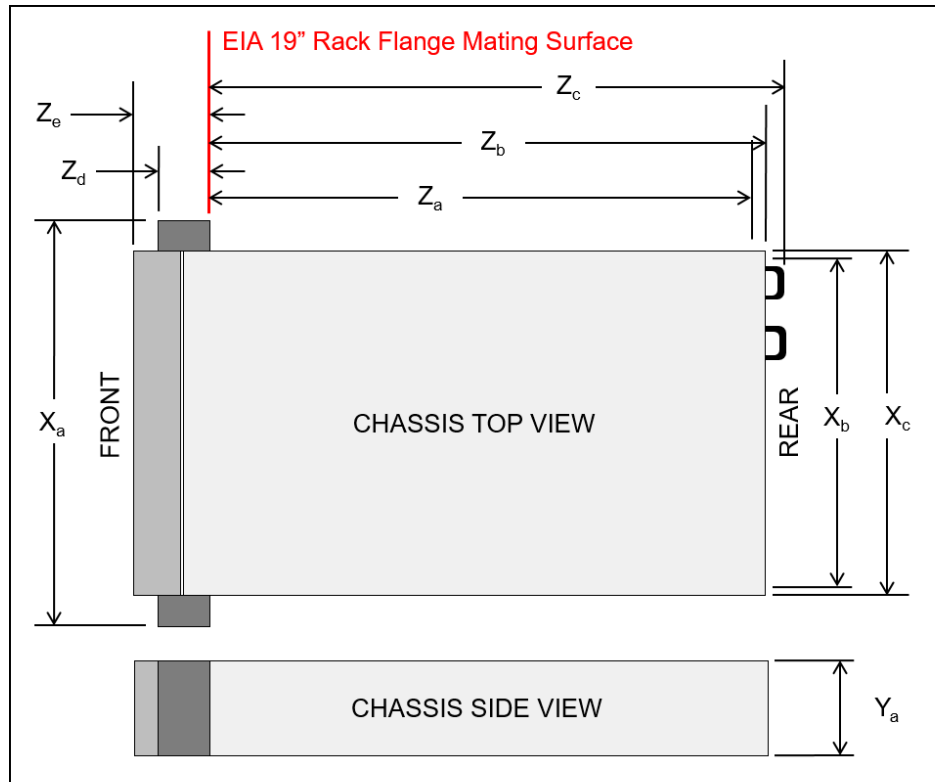 EIA 19” Rack Flange Mating Surface
Zc
Ze
Zb
Zd
Za
FRONT
Xa
CHASSIS TOP VIEW
REAR
Xb
Xc
CHASSIS SIDE VIEW
Ya